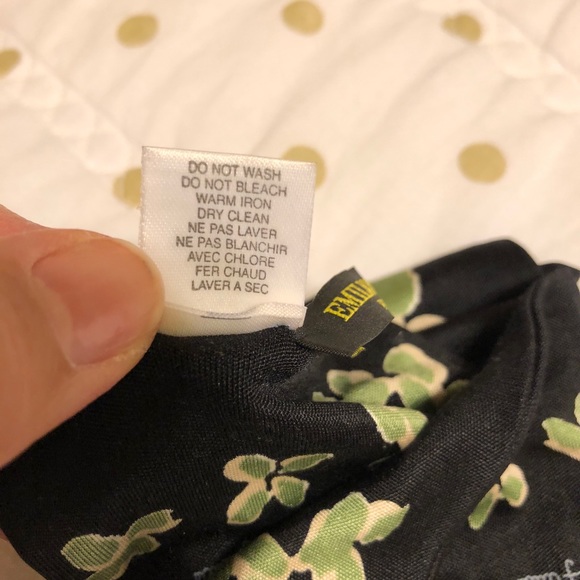 DO NOT WASH
DO NOT BLEACH
WARM IRON
DRY CLEAN
NE PAS LAVER
NE PAS BLANCHIR
AVEC CHLORE
FER CHAUD
LAVER A SEC
EMIL